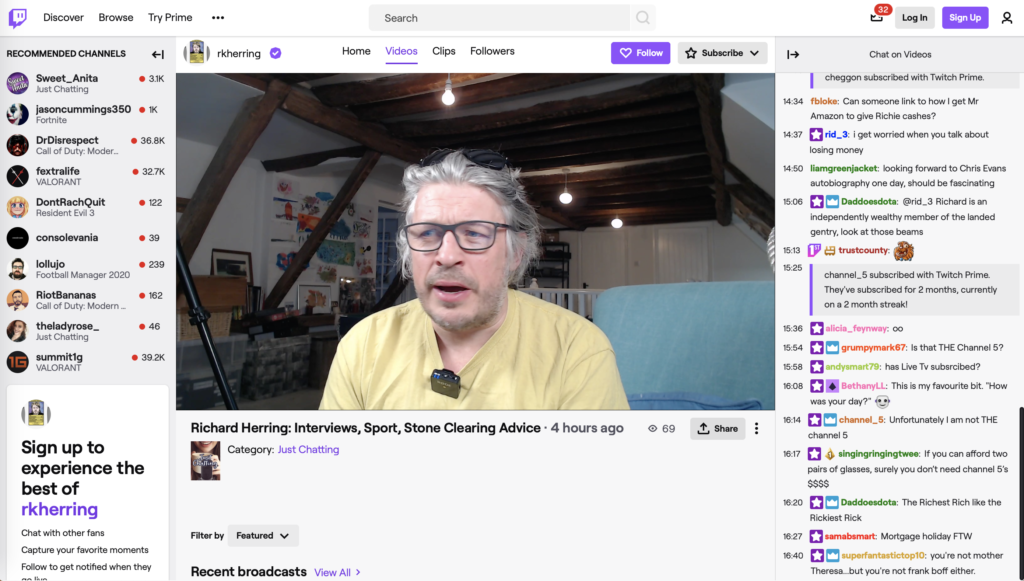 Discover Browse Try Prime ••• Search 32 Log In Sign Up
RECOMMENDED CHANNELS
Sweet_Anita 3.1K
Just Chatting
jasoncummings350 1K
Fortnite
DrDisrespect 36.8K
Call of Duty: Moder...
fextralife 32.7K
VALORANT
DontRachQuit 122
Resident Evil 3
consolevania 39
lollujo 239
Football Manager 2020
RiotBananas 162
Call of Duty: Modern ...
theladyrose_ 46
Just Chatting
summit1g 39.2K
VALORANT
Sign up to
experience the
best of
rkherring
Chat with other fans
Capture your favorite moments
Follow to get notified when they
go live
rkherring Home Videos Clips Followers Follow Subscribe
Richard Herring: Interviews, Sport, Stone Clearing Advice · 4 hours ago 69 Share
Category: Just Chatting
Filter by Featured
Recent broadcasts View All
Chat on Videos
cheggon subscribed with Twitch Prime.
14:34 fbloke: Can someone link to how I get Mr
Amazon to give Richie cashes?
14:37 rid_3: i get worried when you talk about
losing money
14:50 liamgreenjacket: looking forward to Chris Evans
autobiography one day, should be fascinating
15:06 Daddoesdota: @rid_3 Richard is an
independently wealthy member of the landed
gentry, look at those beams
15:13 trustcounty:
15:25 channel_5 subscribed with Twitch Prime.
They've subscribed for 2 months, currently
on a 2 month streak!
15:36 alicia_feynway: oo
15:54 grumpymark67: Is that THE Channel 5?
15:58 andysmart79: has Live Tv subsrcibed?
16:08 BethanyLL: This is my favourite bit. "How
was your day?"
16:14 channel_5: Unfortunately I am not THE
channel 5
16:17 singingringingtwee: If you can afford two
pairs of glasses, surely you don't need channel 5's
$$$$
16:20 Daddoesdota: The Richest Rich like the
Rickiest Rick
16:27 samabsmart: Mortgage holiday FTW
16:40 superfantastictop10: you're not mother
Theresa...but you're not frank boff either.